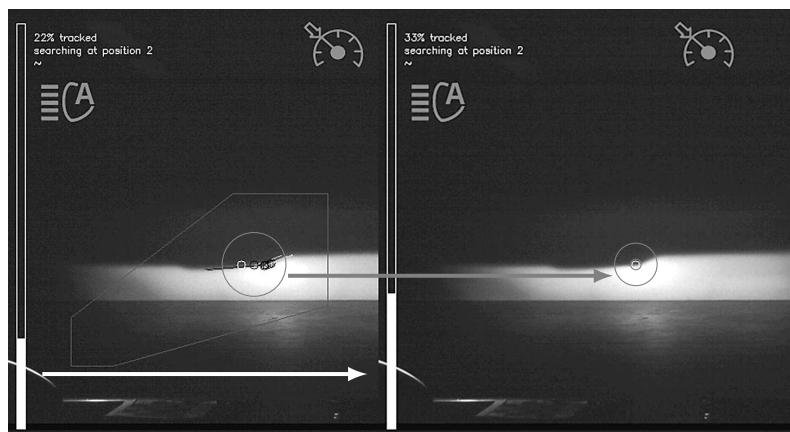 22% tracked
searching at position 2
~
A
33% tracked
searching at position 2
~
A